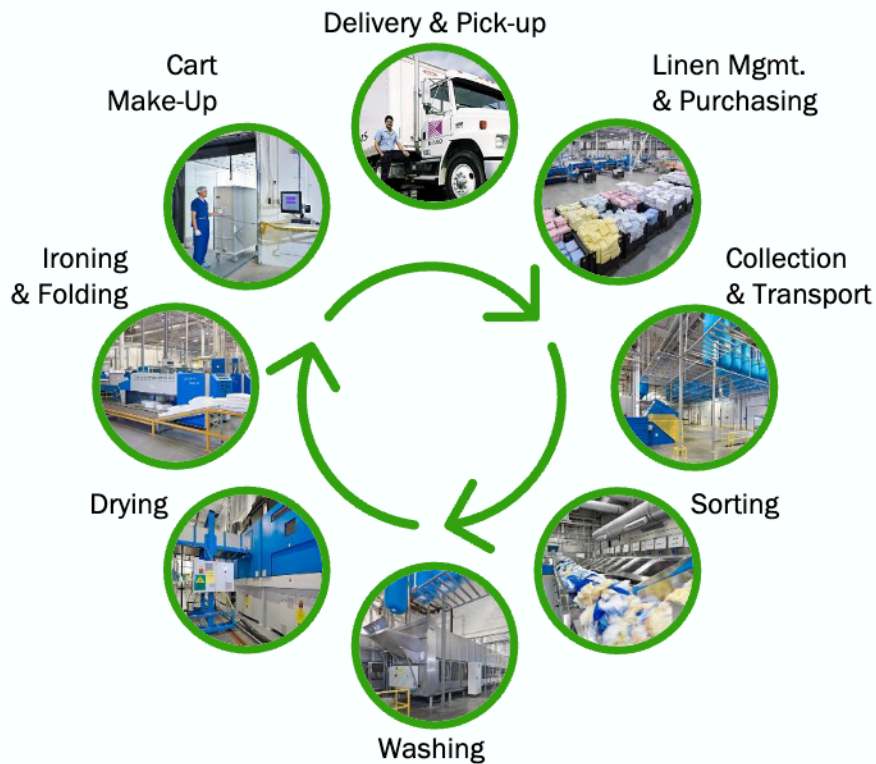 Delivery & Pick-up
Cart
Make-Up
Linen Mgmt.
& Purchasing
Ironing
& Folding
Collection
& Transport
Drying
Sorting
Washing